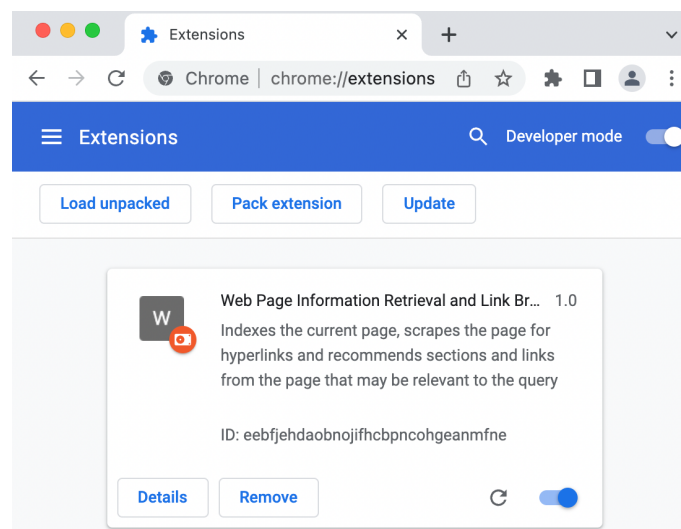 Extensions
Chrome | chrome://extensions
Extensions
Developer mode
Load unpacked
Pack extension
Update
W
Web Page Information Retrieval and Link Br... 1.0
Indexes the current page, scrapes the page for
hyperlinks and recommends sections and links
from the page that may be relevant to the query
ID: eebfjehdaobnojifhcbpncohgeanmfne
Details
Remove